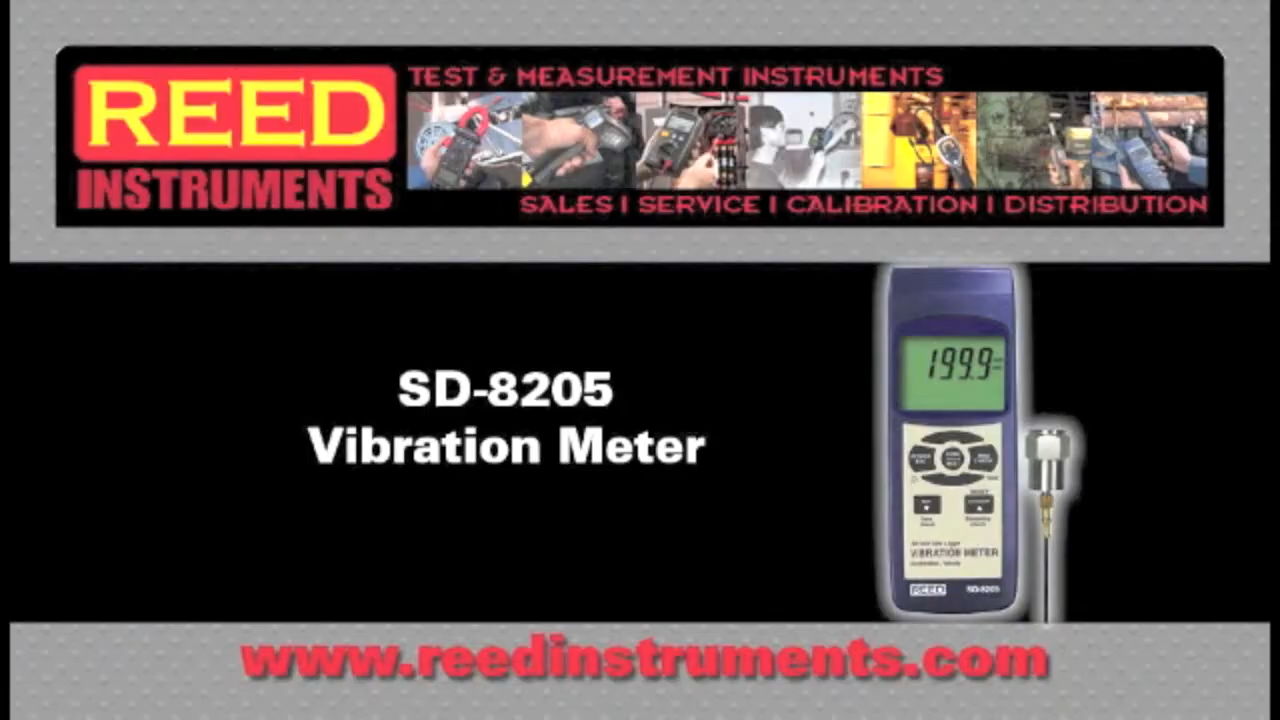 REED
INSTRUMENTS
TEST & MEASUREMENT INSTRUMENTS
SALES | SERVICE | CALIBRATION | DISTRIBUTION
SD-8205
Vibration Meter
199.9
VIBRATION METER
REED
SD-8205
www.reedinstruments.com